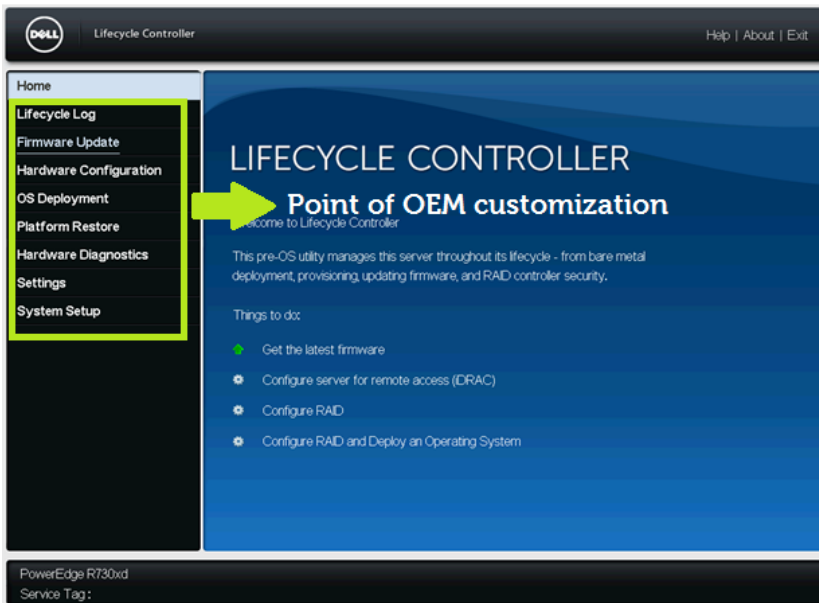 DELL
Lifecycle Controller
Help | About | Exit
Home
Lifecycle Log
Firmware Update
Hardware Configuration
OS Deployment
Platform Restore
Hardware Diagnostics
Settings
System Setup
LIFECYCLE CONTROLLER
Point of OEM customization
Welcome to Lifecycle Controller
This pre-OS utility manages this server throughout its lifecycle - from bare metal
deployment, provisioning, updating firmware, and RAID controller security.
Things to do:
Get the latest firmware
Configure server for remote access (iDRAC)
Configure RAID
Configure RAID and Deploy an Operating System
PowerEdge R730xd
Service Tag: